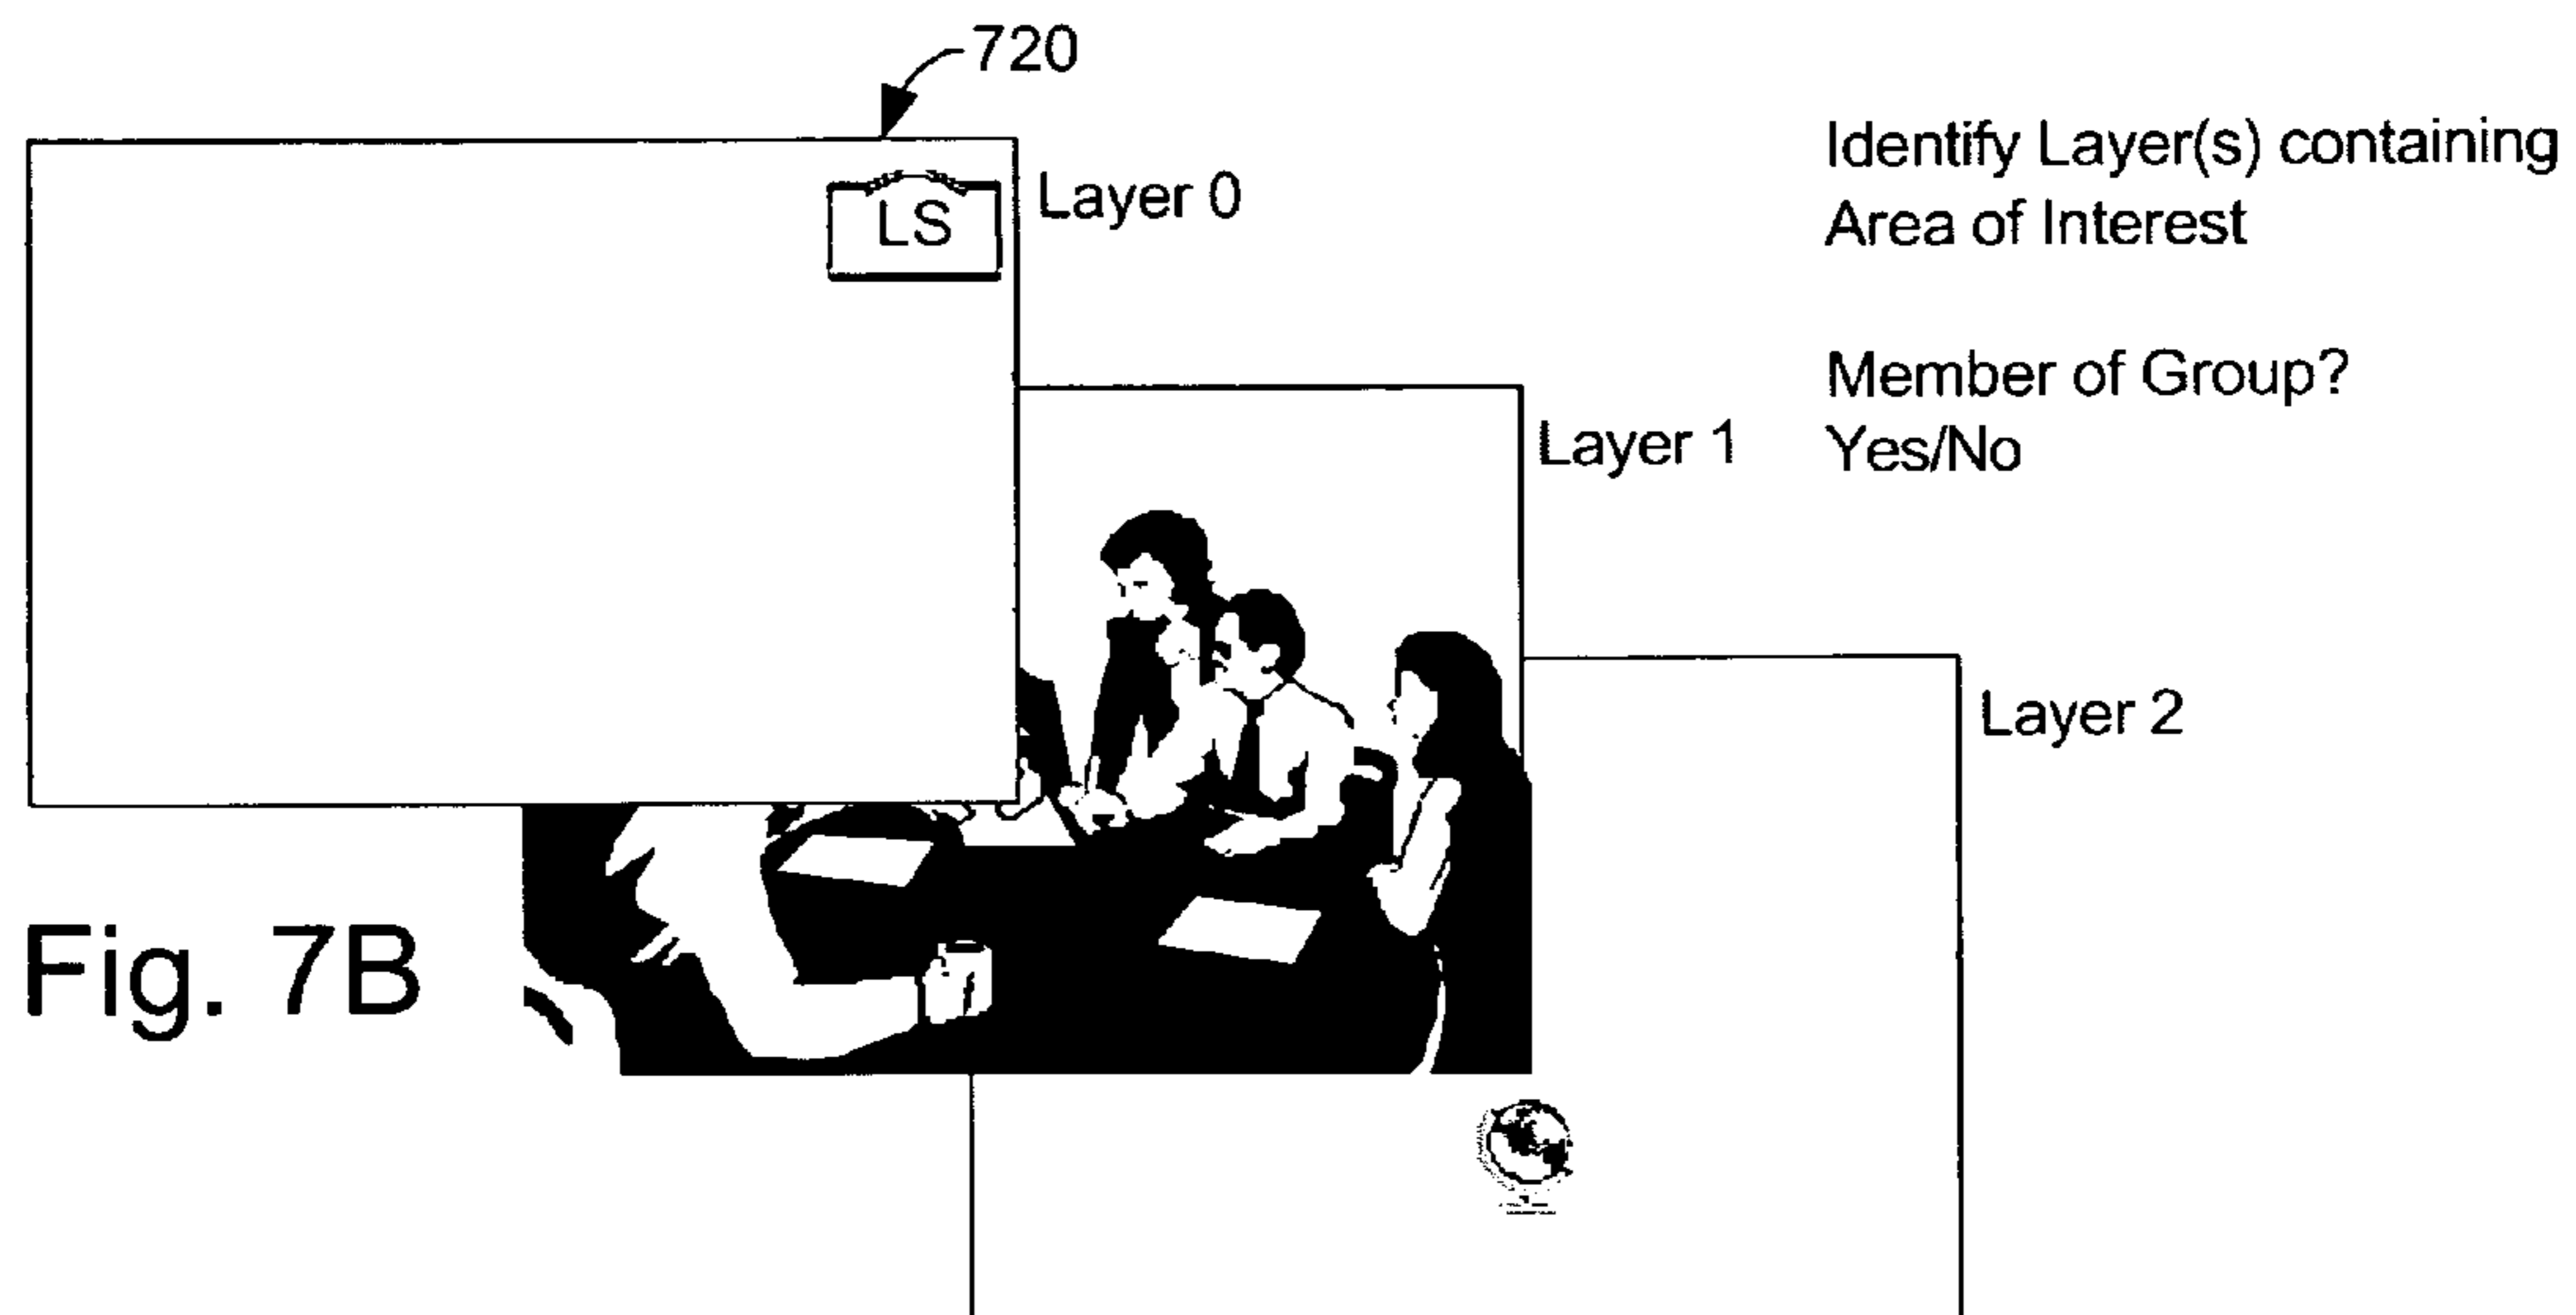 720
LS
Layer 0
Identify Layer(s) containing
Area of Interest
Member of Group?
Yes/No
Layer 1
Layer 2
Fig. 7B